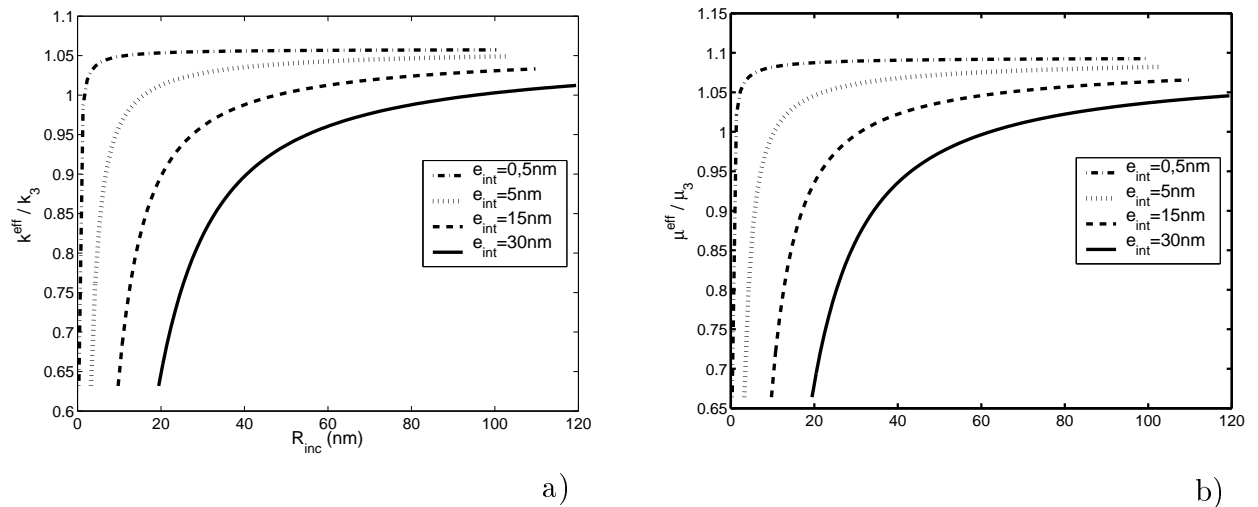 1.1
1.05
1
0.95
0.9
0.85
0.8
0.75
0.7
0.65
0.6
k^eff / k_3
0 20 40 60 80 100 120
R_inc (nm)
e_int=0,5nm
e_int=5nm
e_int=15nm
e_int=30nm
a)
1.15
1.1
1.05
1
0.95
0.9
0.85
0.8
0.75
0.7
0.65
μ^eff / μ_3
0 20 40 60 80 100 120
e_int=0,5nm
e_int=5nm
e_int=15nm
e_int=30nm
b)